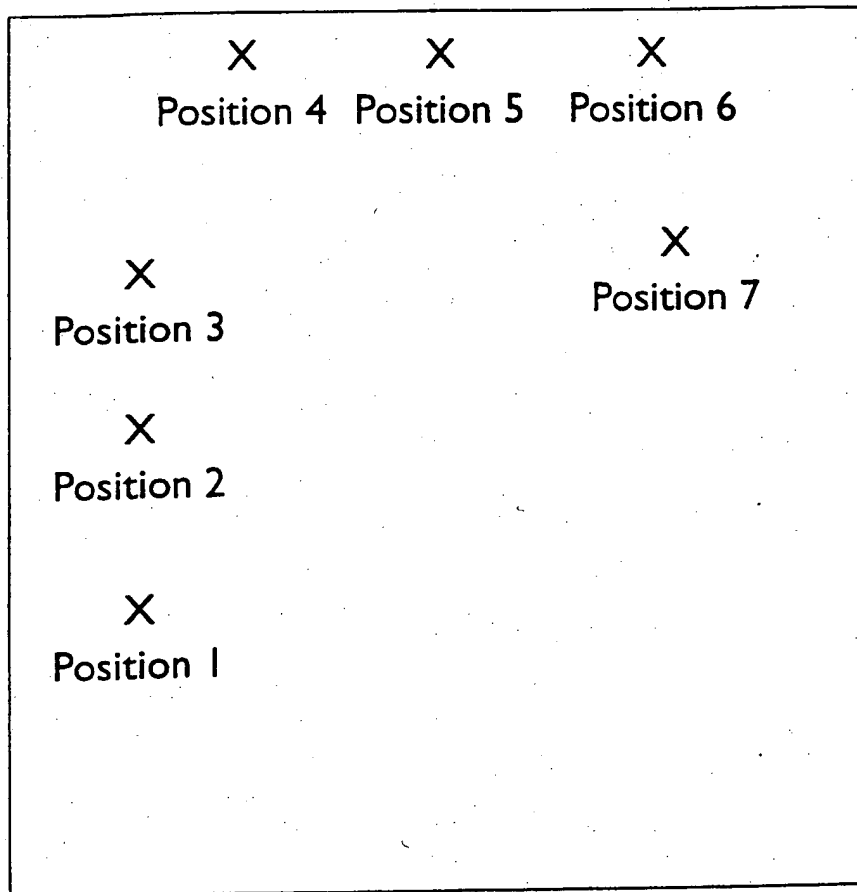 X X X
Position 4 Position 5 Position 6
X
Position 7
X
Position 3
X
Position 2
X
Position 1